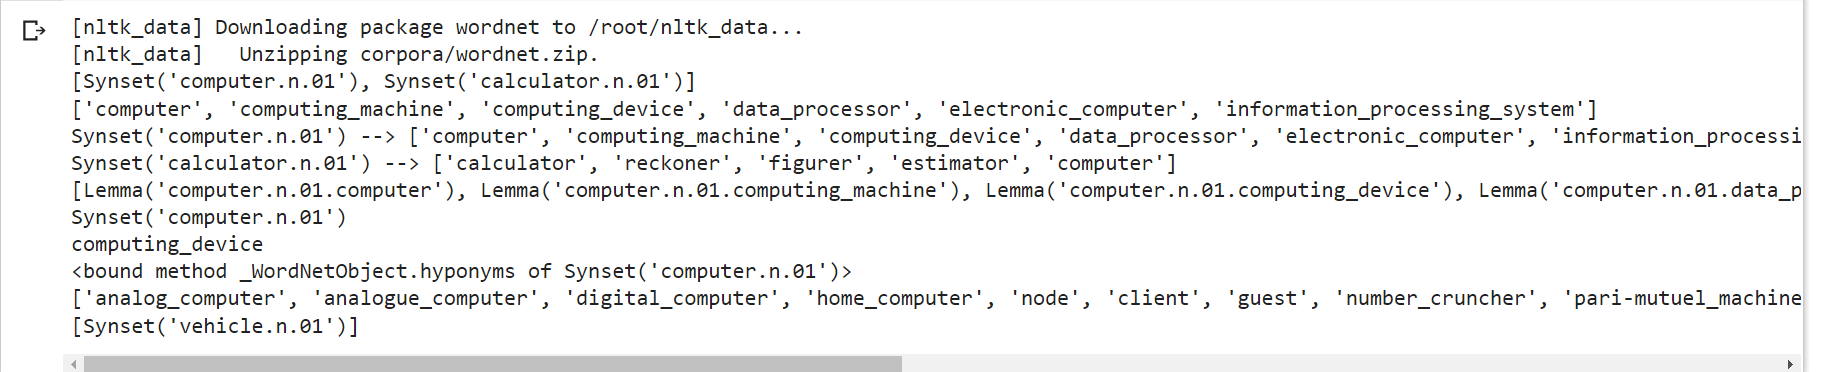 [nltk_data] Downloading package wordnet to /root/nltk_data...
[nltk_data]   Unzipping corpora/wordnet.zip.
[Synset('computer.n.01'), Synset('calculator.n.01')]
['computer', 'computing_machine', 'computing_device', 'data_processor', 'electronic_computer', 'information_processing_system']
Synset('computer.n.01') --> ['computer', 'computing_machine', 'computing_device', 'data_processor', 'electronic_computer', 'information_processi
Synset('calculator.n.01') --> ['calculator', 'reckoner', 'figurer', 'estimator', 'computer']
[Lemma('computer.n.01.computer'), Lemma('computer.n.01.computing_machine'), Lemma('computer.n.01.computing_device'), Lemma('computer.n.01.data_p
Synset('computer.n.01')
computing_device
<bound method _WordNetObject.hyponyms of Synset('computer.n.01')>
['analog_computer', 'analogue_computer', 'digital_computer', 'home_computer', 'node', 'client', 'guest', 'number_cruncher', 'pari-mutuel_machine
[Synset('vehicle.n.01')]